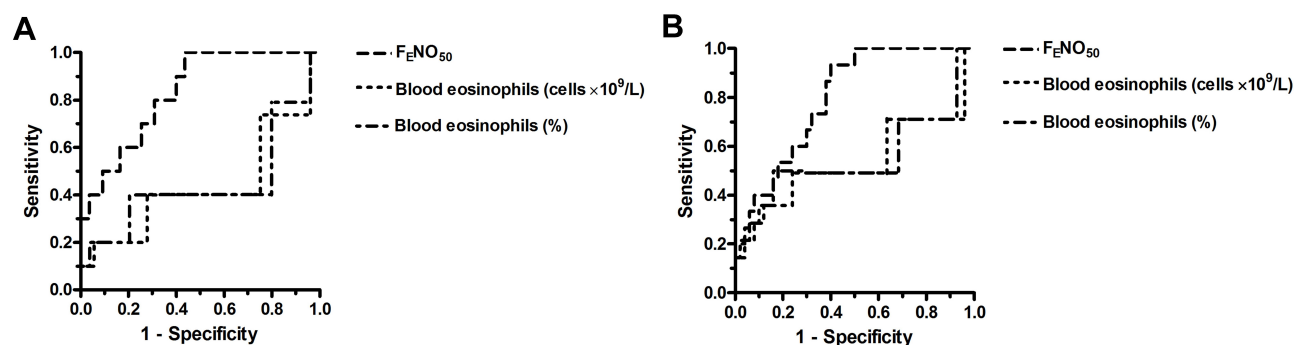 A
Sensitivity
1.0
0.8
0.6
0.4
0.2
0.0
0.0 0.2 0.4 0.6 0.8 1.0
1 - Specificity
FENO50
Blood eosinophils (cells ×10⁹/L)
Blood eosinophils (%)
B
Sensitivity
1.0
0.8
0.6
0.4
0.2
0.0
0.0 0.2 0.4 0.6 0.8 1.0
1 - Specificity
FENO50
Blood eosinophils (cells ×10⁹/L)
Blood eosinophils (%)